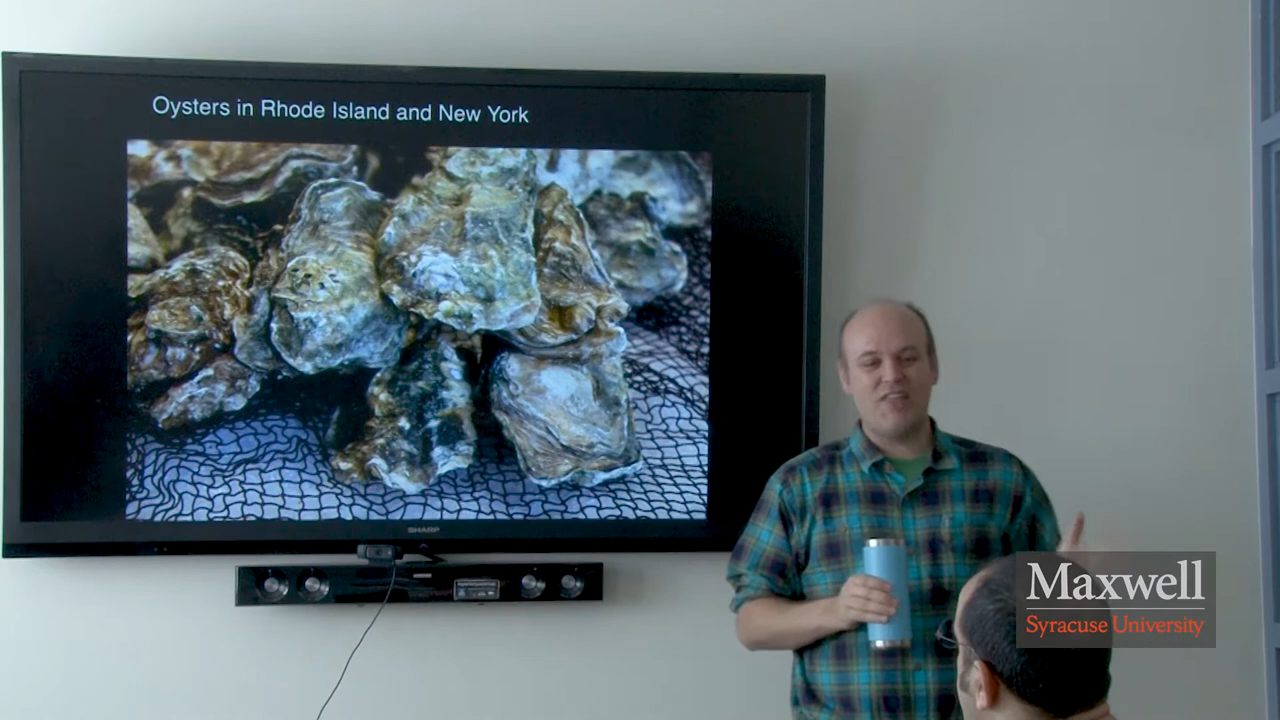 Oysters in Rhode Island and New York
SHARP
Maxwell
Syracuse University